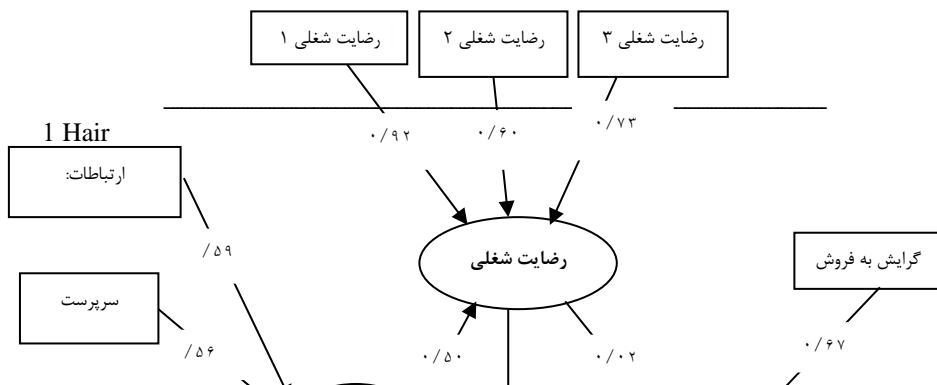 رضایت شغلی ۱
رضایت شغلی ۲
رضایت شغلی ۳
1 Hair
۰/۹۲
۰/۶۰
۰/۷۳
ارتباطات:
/۵۹
رضایت شغلی
گرایش به فروش
سرپرست
/۵۶
۰/۵۰
۰/۰۲
۰/۶۷